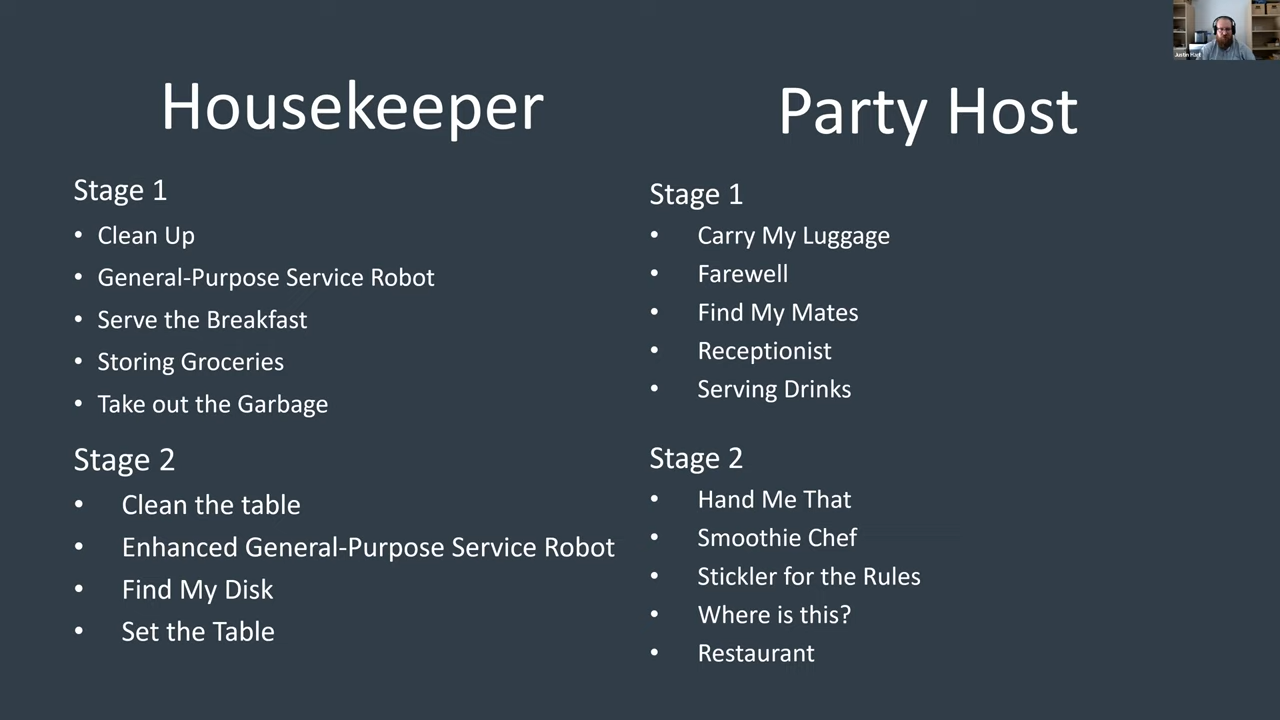 Housekeeper
Stage 1
• Clean Up
• General-Purpose Service Robot
• Serve the Breakfast
• Storing Groceries
• Take out the Garbage
Stage 2
• Clean the table
• Enhanced General-Purpose Service Robot
• Find My Disk
• Set the Table
Party Host
Stage 1
• Carry My Luggage
• Farewell
• Find My Mates
• Receptionist
• Serving Drinks
Stage 2
• Hand Me That
• Smoothie Chef
• Stickler for the Rules
• Where is this?
• Restaurant
Justin Hart